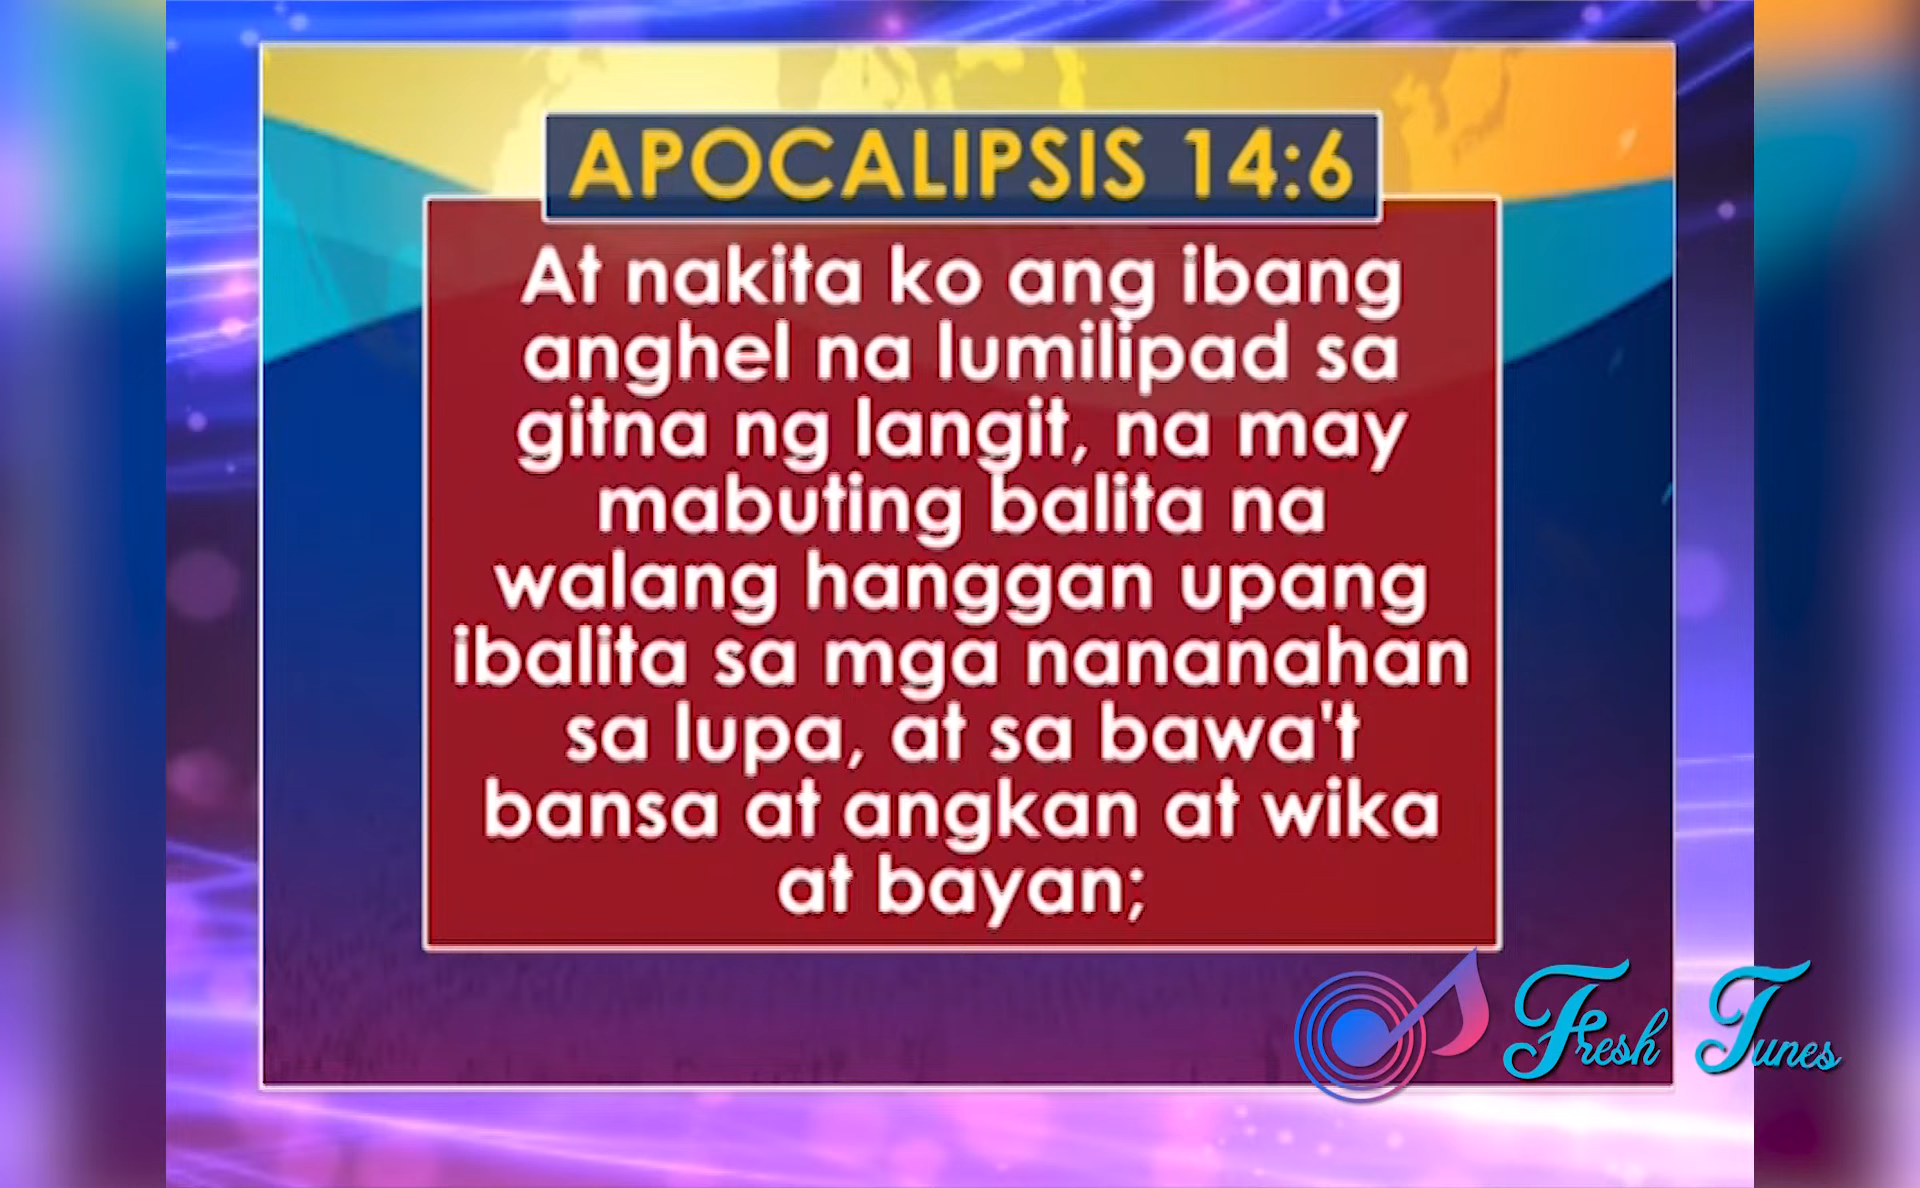 APOCALIPSIS 14:6
At nakita ko ang ibang
anghel na lumilipad sa
gitna ng langit, na may
mabuting balita na
walang hanggan upang
ibalita sa mga nananahan
sa lupa, at sa bawa't
bansa at angkan at wika
at bayan;
Fresh Tunes